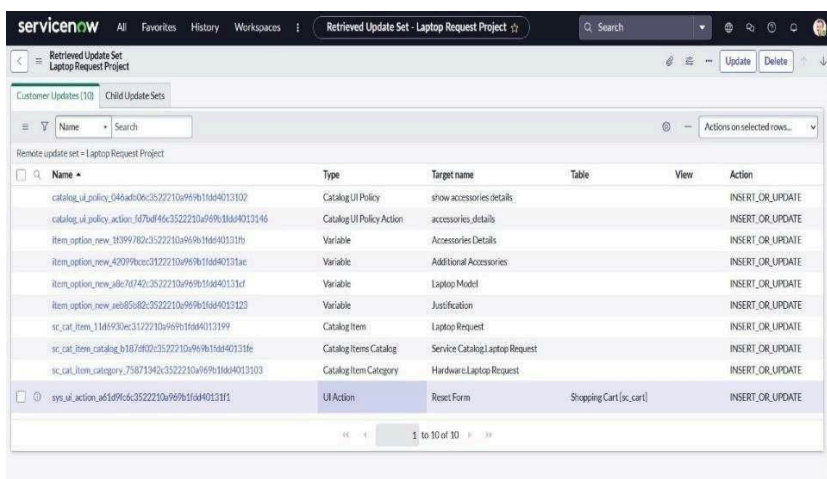 servicenow All Favorites History Workspaces Retrieved Update Set - Laptop Request Project Search
Retrieved Update Set
Laptop Request Project
Update Delete
Customer Updates (10) Child Update Sets
Name Search Actions on selected rows...
Remote update set = Laptop Request Project
Name Type Target name Table View Action
catalog_ui_policy_046adb06c3522210a969b1fdd4013102 Catalog UI Policy show accessories details INSERT_OR_UPDATE
catalog_ui_policy_action_fd7bdf46c3522210a969b1fdd4013146 Catalog UI Policy Action accessories_details INSERT_OR_UPDATE
Variable Accessories Details INSERT_OR_UPDATE
Variable Additional Accessories INSERT_OR_UPDATE
Variable Laptop Model INSERT_OR_UPDATE
item_option_new_aeb85b82c3522210a969b1fdd4013123 Variable Justification INSERT_OR_UPDATE
sc_cat_item_11d6930ec3122210a969b1fdd4013199 Catalog Item Laptop Request INSERT_OR_UPDATE
sc_cat_item_catalog_b187df02c3522210a969b1fdd40131fe Catalog Items Catalog Service Catalog.Laptop Request INSERT_OR_UPDATE
sc_cat_item_category_75871342c3522210a969b1fdd4013103 Catalog Item Category Hardware.Laptop Request INSERT_OR_UPDATE
sys_ui_action_a61d9fc6c3522210a969b1fdd40131f1 UI Action Reset Form Shopping Cart [sc_cart] INSERT_OR_UPDATE
1 to 10 of 10